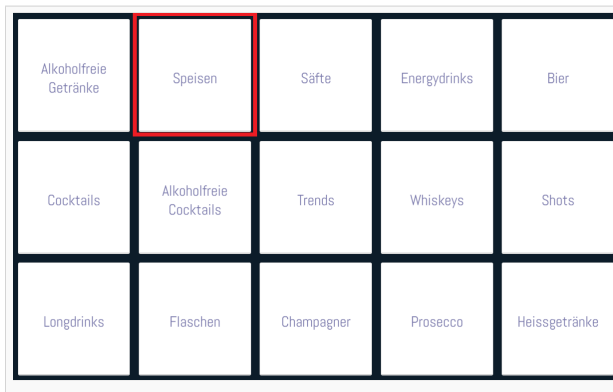 Alkoholfreie
Getränke
Speisen
Säfte
Energydrinks
Bier
Cocktails
Alkoholfreie
Cocktails
Trends
Whiskeys
Shots
Longdrinks
Flaschen
Champagner
Prosecco
Heissgetränke